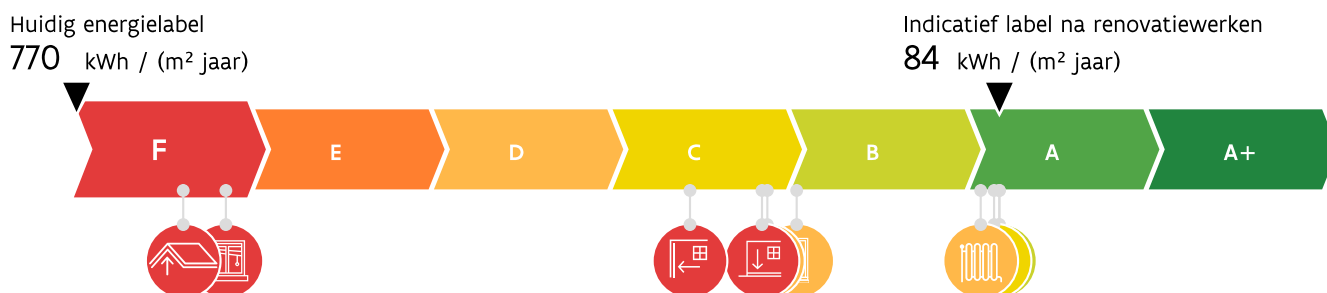 Huidig energielabel
770 kWh / (m² jaar)
Indicatief label na renovatiewerken
84 kWh / (m² jaar)
F E D C B A A+